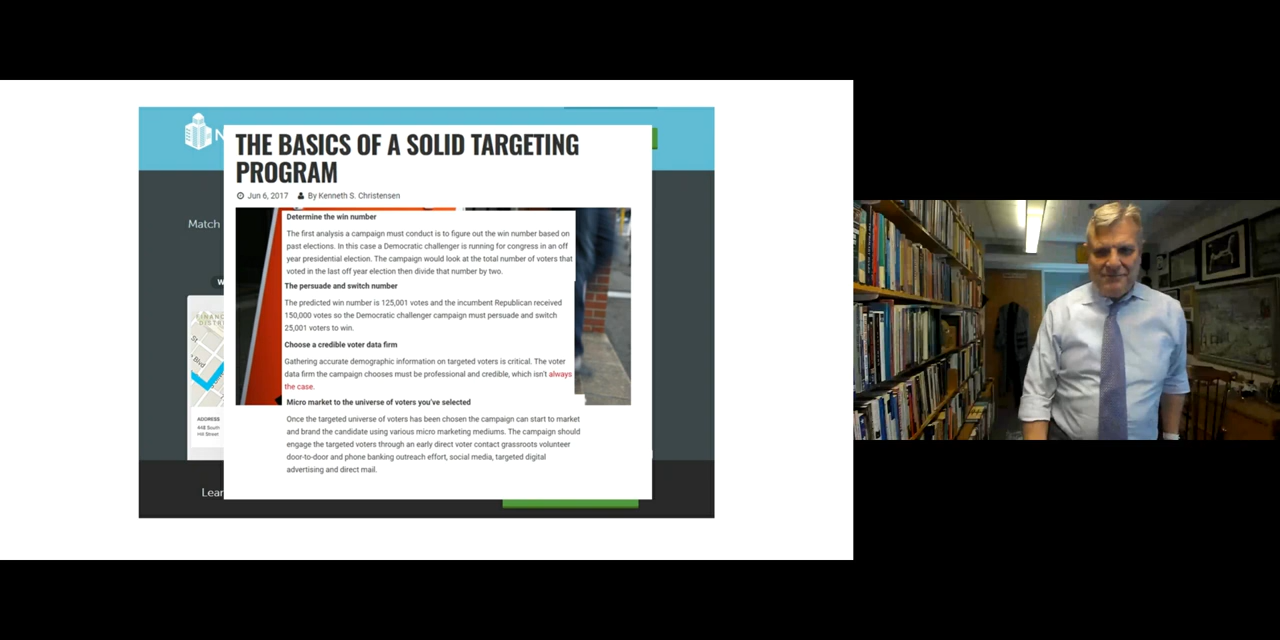 N
THE BASICS OF A SOLID TARGETING
PROGRAM
Jun 6, 2017 By Kenneth S. Christensen
Determine the win number
The first analysis a campaign must conduct is to figure out the win number based on
past elections. In this case a Democratic challenger is running for congress in an off
year presidential election. The campaign would look at the total number of voters that
voted in the last off year election then divide that number by two.
The persuade and switch number
The predicted win number is 125,001 votes and the incumbent Republican received
150,000 votes so the Democratic challenger campaign must persuade and switch
25,001 voters to win.
Choose a credible voter data firm
Gathering accurate demographic information on targeted voters is critical. The voter
data firm the campaign chooses must be professional and credible, which isn't always
the case.
Micro market to the universe of voters you've selected
Once the targeted universe of voters has been chosen the campaign can start to market
and brand the candidate using various micro marketing mediums. The campaign should
engage the targeted voters through an early direct voter contact grassroots volunteer
door-to-door and phone banking outreach effort, social media, targeted digital
advertising and direct mail.
Match
W
FINANC
DISTRI
St
Blvd
ADDRESS
448 South
Hill Street
Lear